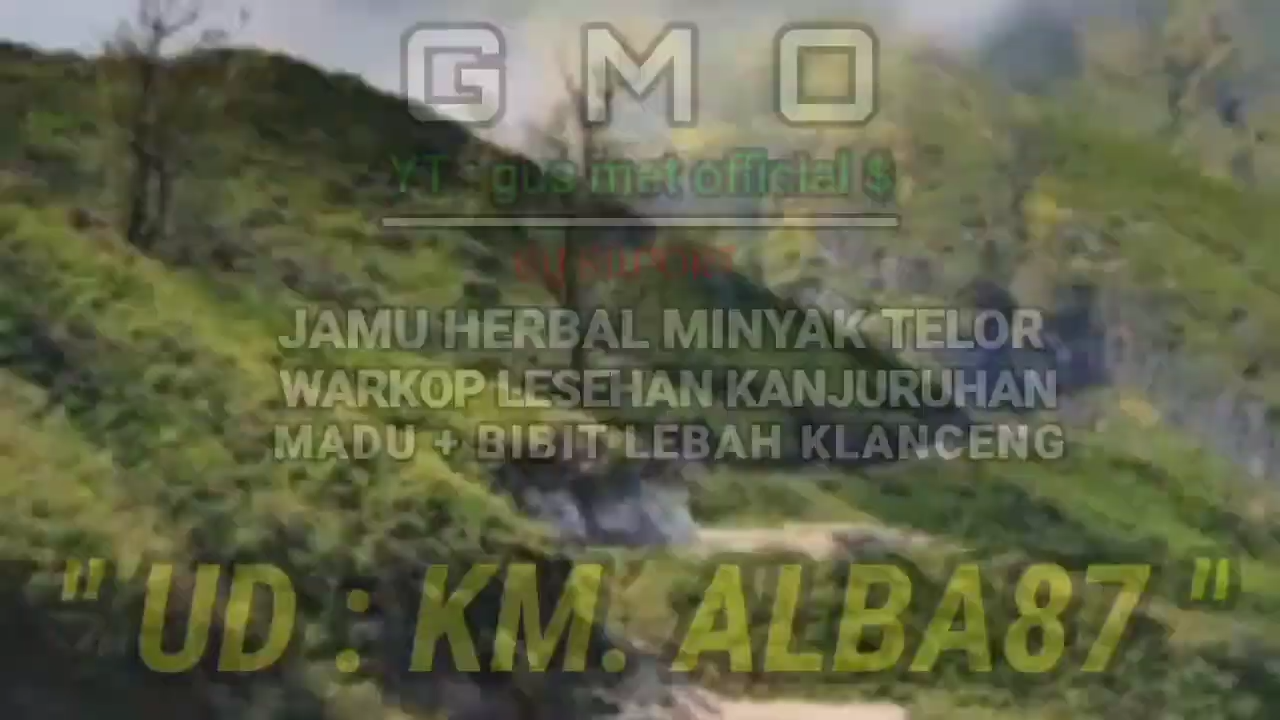 G M O
YT : gus met official $
JAMU HERBAL MINYAK TELOR
WARKOP LESEHAN KANJURUHAN
MADU + BIBIT LEBAH KLANCENG
" UD : KM. ALBA87 "